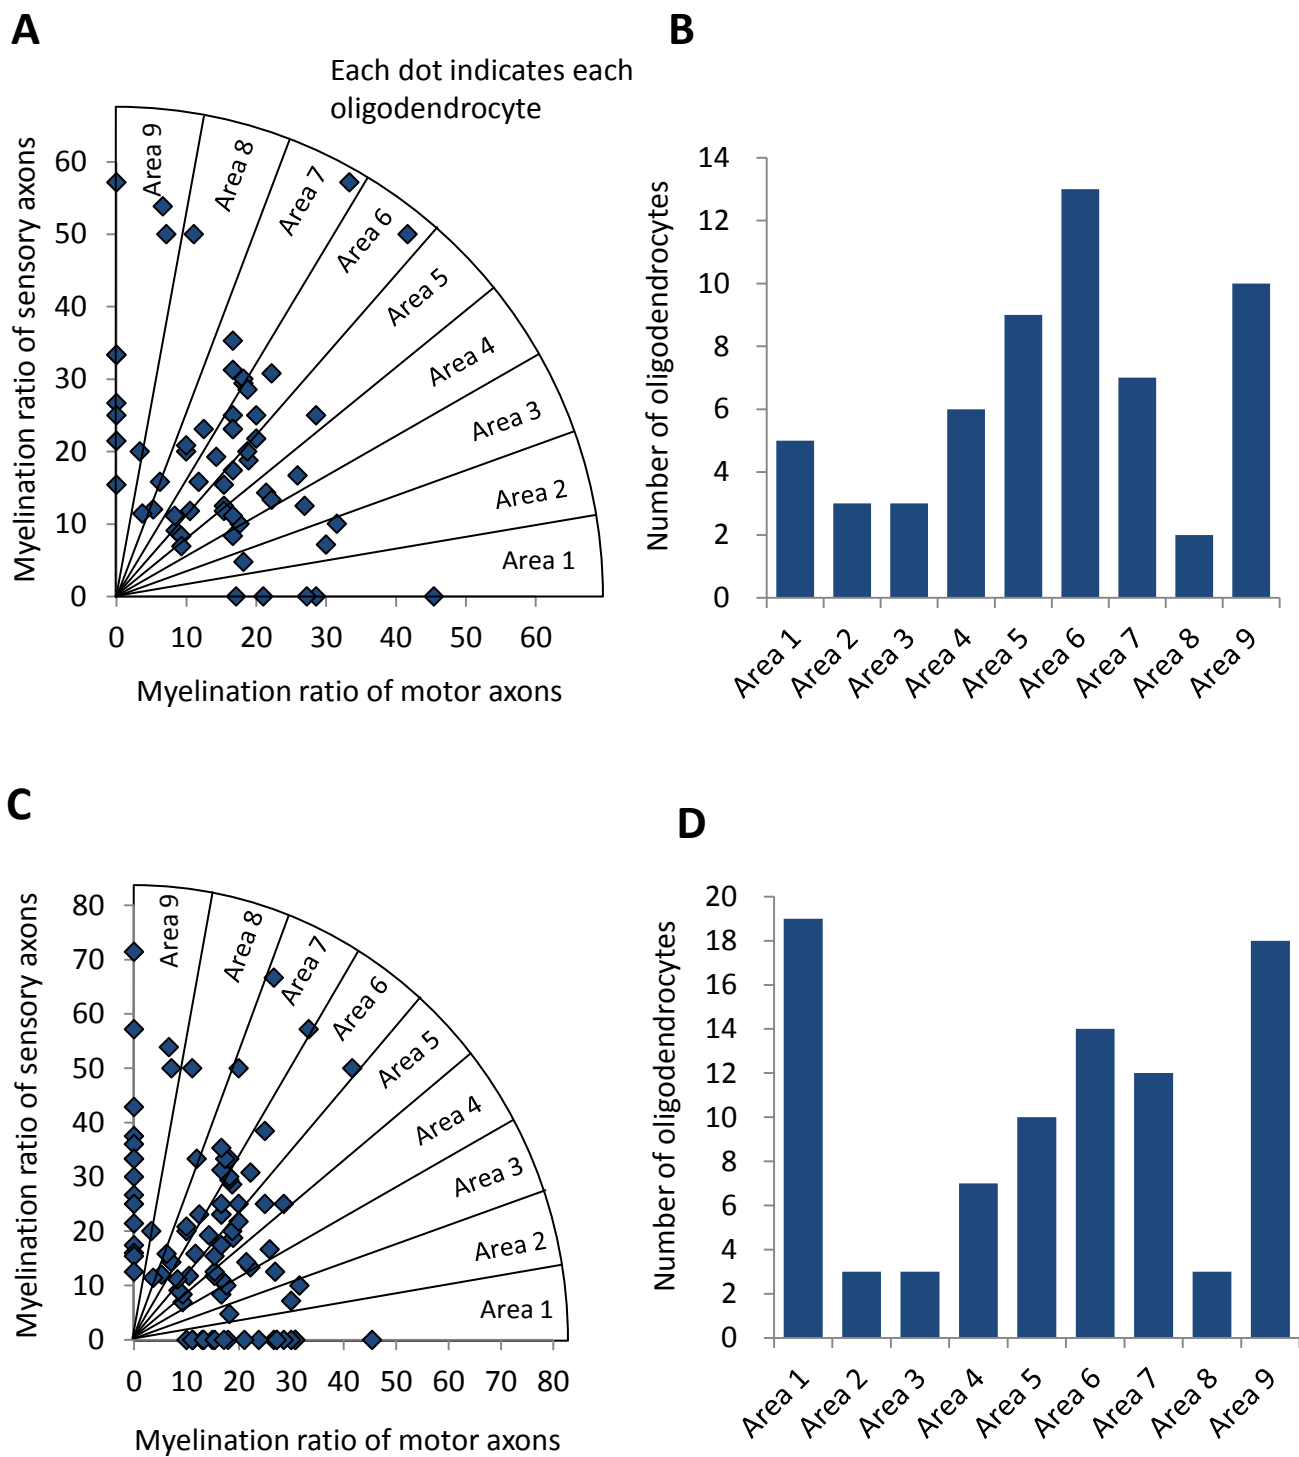 A
Each dot indicates each
oligodendrocyte
Myelination ratio of sensory axons
60
50
40
30
20
10
0
Area 9
Area 8
Area 7
Area 6
Area 5
Area 4
Area 3
Area 2
Area 1
0 10 20 30 40 50 60
Myelination ratio of motor axons
B
Number of oligodendrocytes
14
12
10
8
6
4
2
0
Area 1
Area 2
Area 3
Area 4
Area 5
Area 6
Area 7
Area 8
Area 9
C
Myelination ratio of sensory axons
80
70
60
50
40
30
20
10
0
Area 9
Area 8
Area 7
Area 6
Area 5
Area 4
Area 3
Area 2
Area 1
0 10 20 30 40 50 60 70 80
Myelination ratio of motor axons
D
Number of oligodendrocytes
20
18
16
14
12
10
8
6
4
2
0
Area 1
Area 2
Area 3
Area 4
Area 5
Area 6
Area 7
Area 8
Area 9